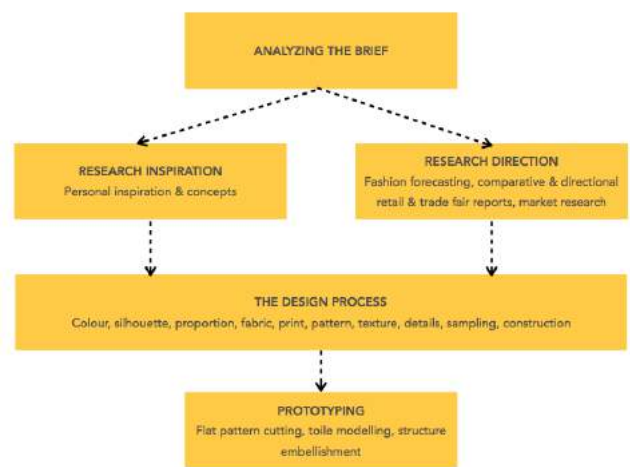 ANALYZING THE BRIEF
RESEARCH INSPIRATION
Personal inspiration & concepts
RESEARCH DIRECTION
Fashion forecasting, comparative & directional
retail & trade fair reports, market research
THE DESIGN PROCESS
Colour, silhouette, proportion, fabric, print, pattern, texture, details, sampling, construction
PROTOTYPING
Flat pattern cutting, toile modelling, structure
embellishment